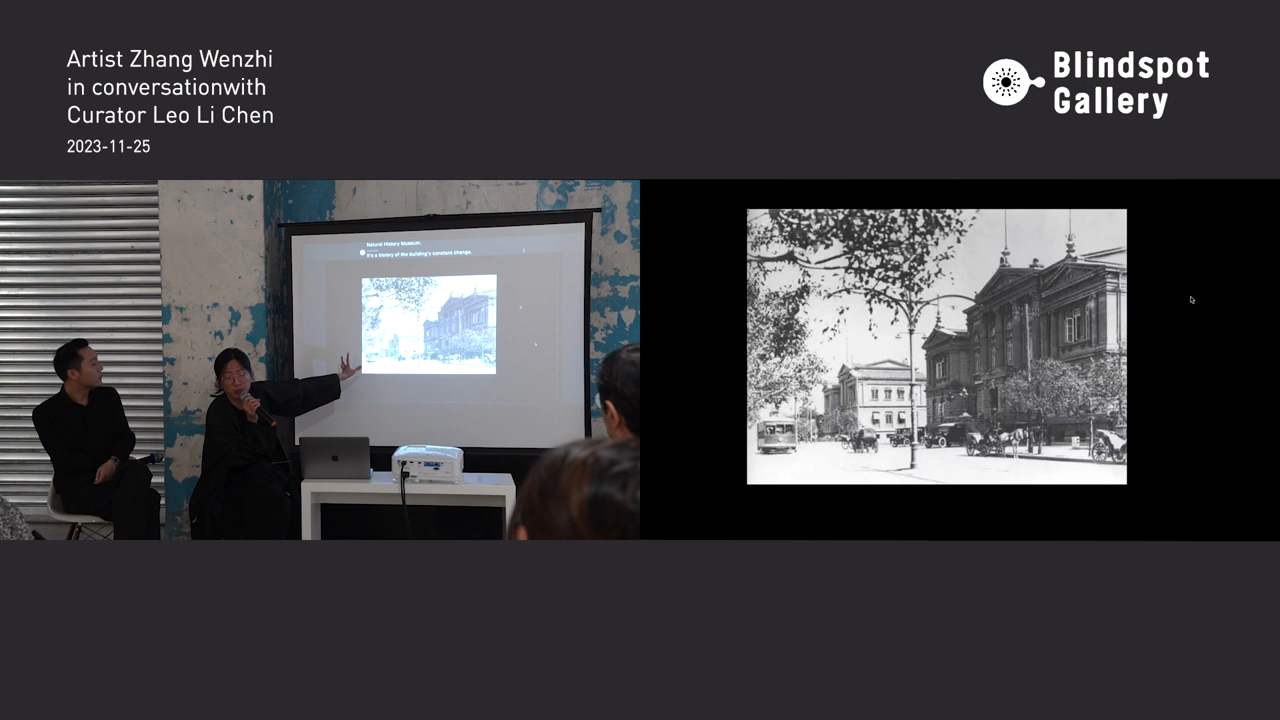 Artist Zhang Wenzhi
in conversationwith
Curator Leo Li Chen
2023-11-25
Blindspot
Gallery
Natural History Museum.
It's a history of the building's constant change.